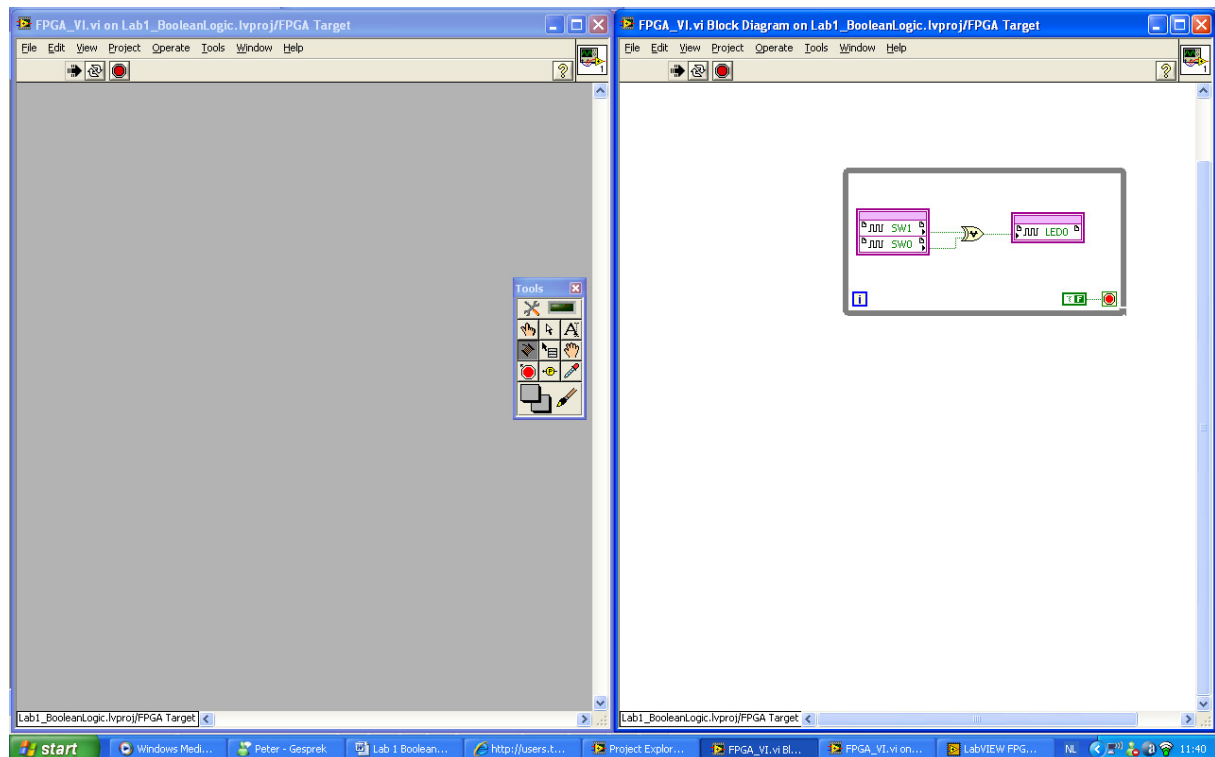 FPGA_VI.vi on Lab1_BooleanLogic.lvproj/FPGA Target
File Edit View Project Operate Tools Window Help
1
Tools
Lab1_BooleanLogic.lvproj/FPGA Target
FPGA_VI.vi Block Diagram on Lab1_BooleanLogic.lvproj/FPGA Target
File Edit View Project Operate Tools Window Help
1
SW1
SW0
LED0
i
T F
Lab1_BooleanLogic.lvproj/FPGA Target
start
Windows Medi...
Peter - Gesprek
Lab 1 Boolean...
http://users.t...
Project Explor...
FPGA_VI.vi Bl...
FPGA_VI.vi on...
LabVIEW FPG...
NL
11:40